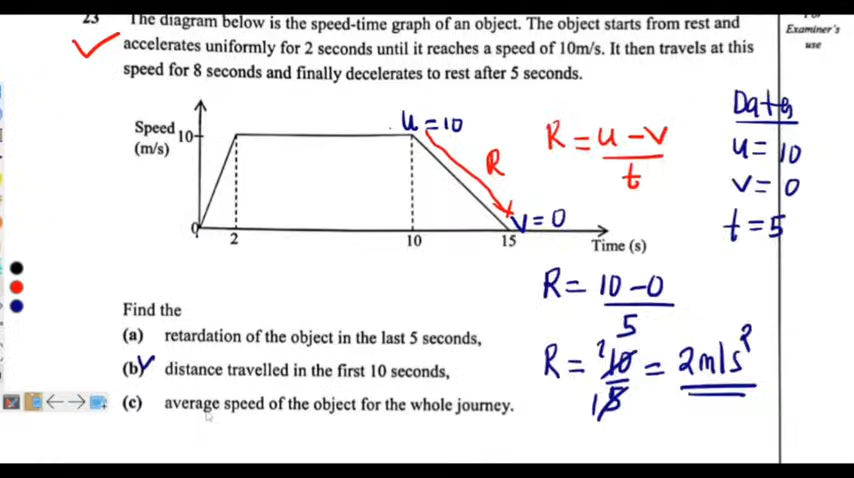 23 The diagram below is the speed-time graph of an object. The object starts from rest and
accelerates uniformly for 2 seconds until it reaches a speed of 10m/s. It then travels at this
speed for 8 seconds and finally decelerates to rest after 5 seconds.
For
Examiner's
use
Speed 10
(m/s)
0
2
10
15
Time (s)
u = 10
R
v = 0
R = u - v
t
Data
u = 10
v = 0
t = 5
R = 10 - 0
5
R = 2 10 = 2m/s²
1 5
Find the
(a) retardation of the object in the last 5 seconds,
(b) distance travelled in the first 10 seconds,
(c) average speed of the object for the whole journey.